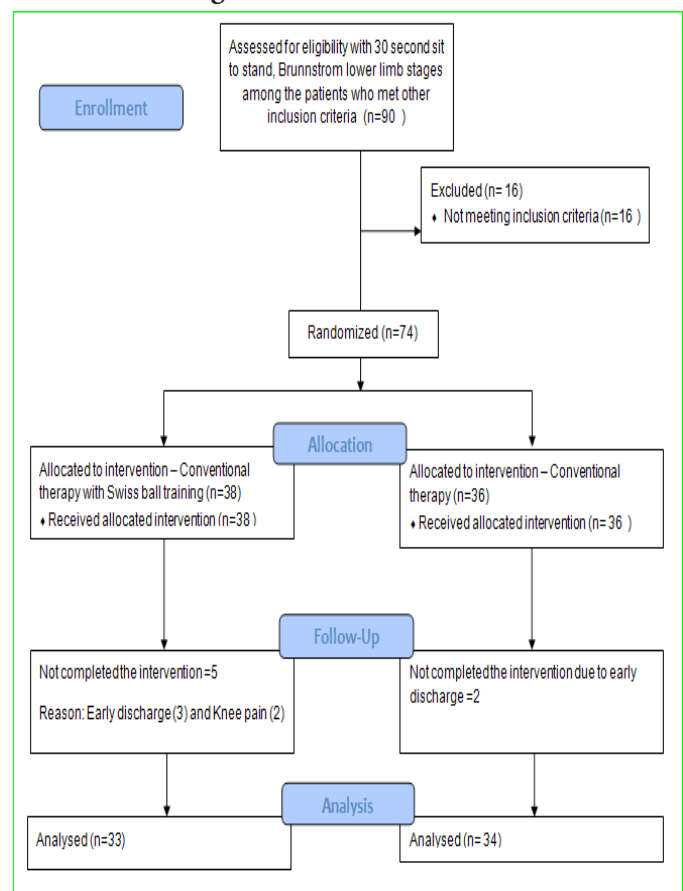 Assessed for eligibility with 30 second sit
to stand, Brunnstrom lower limb stages
among the patients who met other
inclusion criteria (n=90 )
Enrollment
Excluded (n= 16)
♦ Not meeting inclusion criteria (n=16 )
Randomized (n=74)
Allocation
Allocated to intervention – Conventional
therapy with Swiss ball training (n=38)
♦ Received allocated intervention (n=38 )
Allocated to intervention – Conventional
therapy (n=36)
♦ Received allocated intervention (n=36 )
Follow-Up
Not completed the intervention =5
Reason: Early discharge (3) and Knee pain (2)
Not completed the intervention due to early
discharge =2
Analysis
Analysed (n=33)
Analysed (n=34)